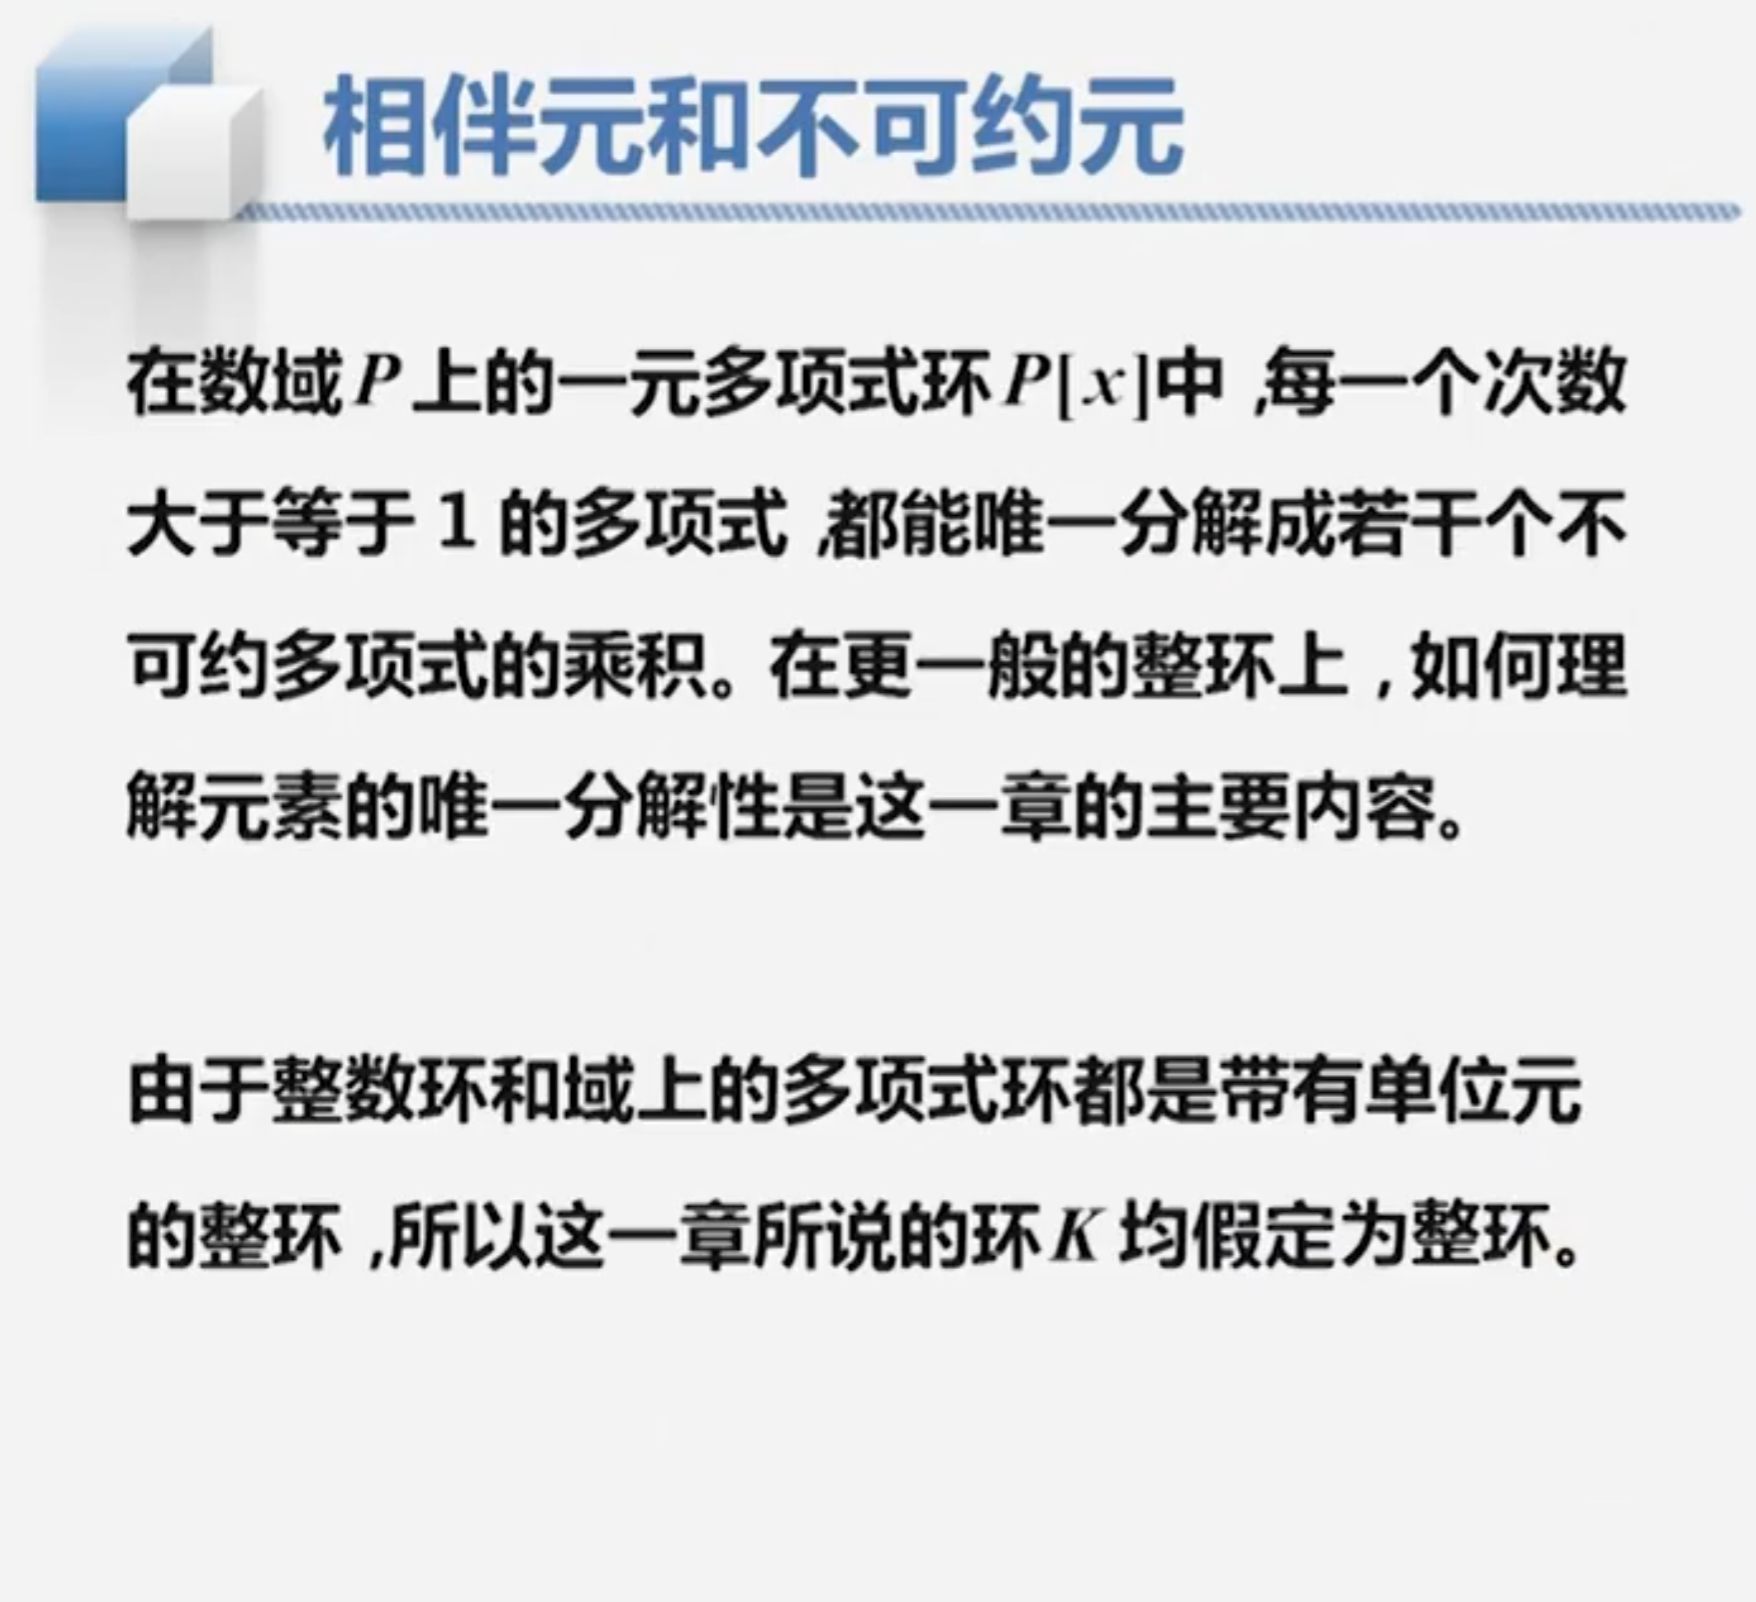 相伴元和不可约元
在数域P上的一元多项式环P[x]中,每一个次数
大于等于1的多项式,都能唯一分解成若干个不
可约多项式的乘积。在更一般的整环上,如何理
解元素的唯一分解性是这一章的主要内容。
由于整数环和域上的多项式环都是带有单位元
的整环,所以这一章所说的环K均假定为整环。